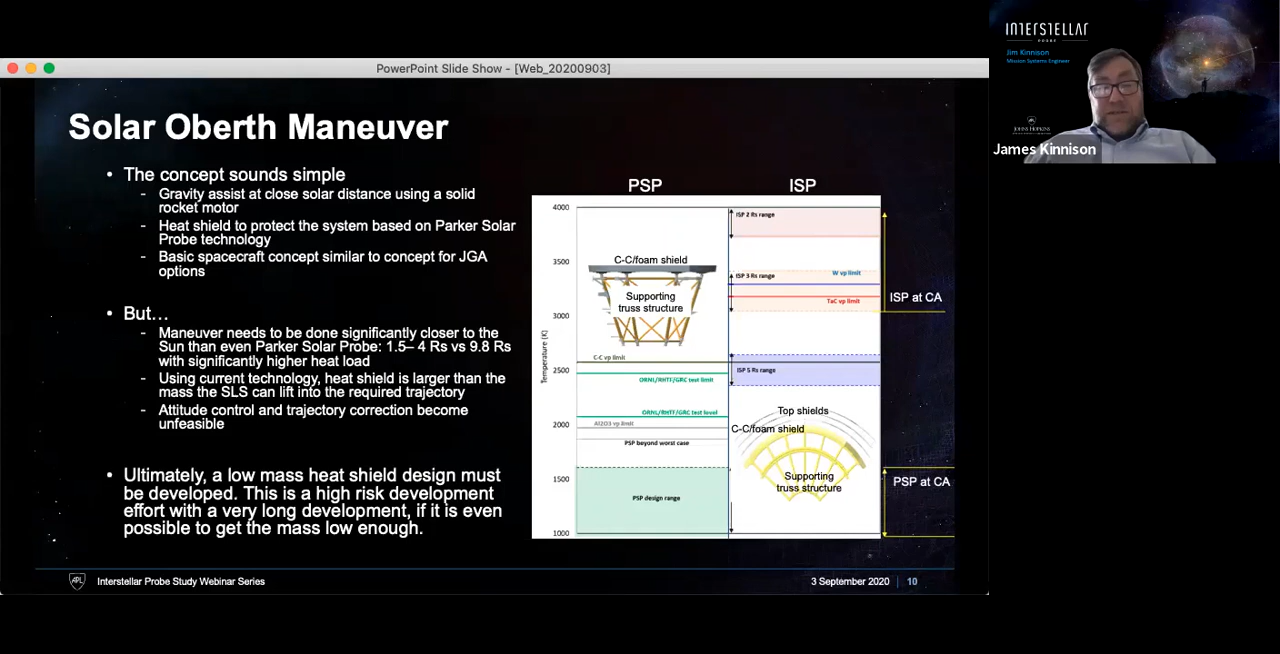 PowerPoint Slide Show - [Web_20200903]
Solar Oberth Maneuver
• The concept sounds simple
- Gravity assist at close solar distance using a solid
rocket motor
- Heat shield to protect the system based on Parker Solar
Probe technology
- Basic spacecraft concept similar to concept for JGA
options
• But…
- Maneuver needs to be done significantly closer to the
Sun than even Parker Solar Probe: 1.5– 4 Rs vs 9.8 Rs
with significantly higher heat load
- Using current technology, heat shield is larger than the
mass the SLS can lift into the required trajectory
- Attitude control and trajectory correction become
unfeasible
• Ultimately, a low mass heat shield design must
be developed. This is a high risk development
effort with a very long development, if it is even
possible to get the mass low enough.
PSP
ISP
Temperature (K)
4000
3500
3000
2500
2000
1500
1000
C-C/foam shield
Supporting
truss structure
C-C vp limit
ORNL/RHTF/GRC test limit
ORNL/RHTF/GRC test level
Al2O3 vp limit
PSP beyond worst case
PSP design range
ISP 2 Rs range
ISP 3 Rs range
W vp limit
TaC vp limit
ISP 5 Rs range
Top shields
C-C/foam shield
Supporting
truss structure
ISP at CA
PSP at CA
APL
Interstellar Probe Study Webinar Series
3 September 2020
10
INTERSTELLAR
PROBE
Jim Kinnison
Mission Systems Engineer
JOHNS HOPKINS
James Kinnison